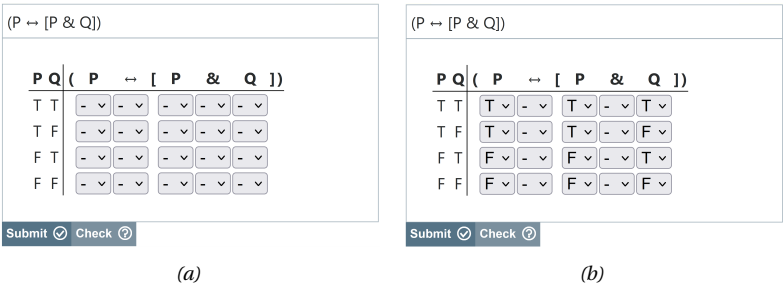 (P ↔ [P & Q])
P Q ( P ↔ [ P & Q ])
T T - - - - -
T F - - - - -
F T - - - - -
F F - - - - -
Submit Check ?
(a)
(P ↔ [P & Q])
P Q ( P ↔ [ P & Q ])
T T T - T - T
T F T - T - F
F T F - F - T
F F F - F - F
Submit Check ?
(b)